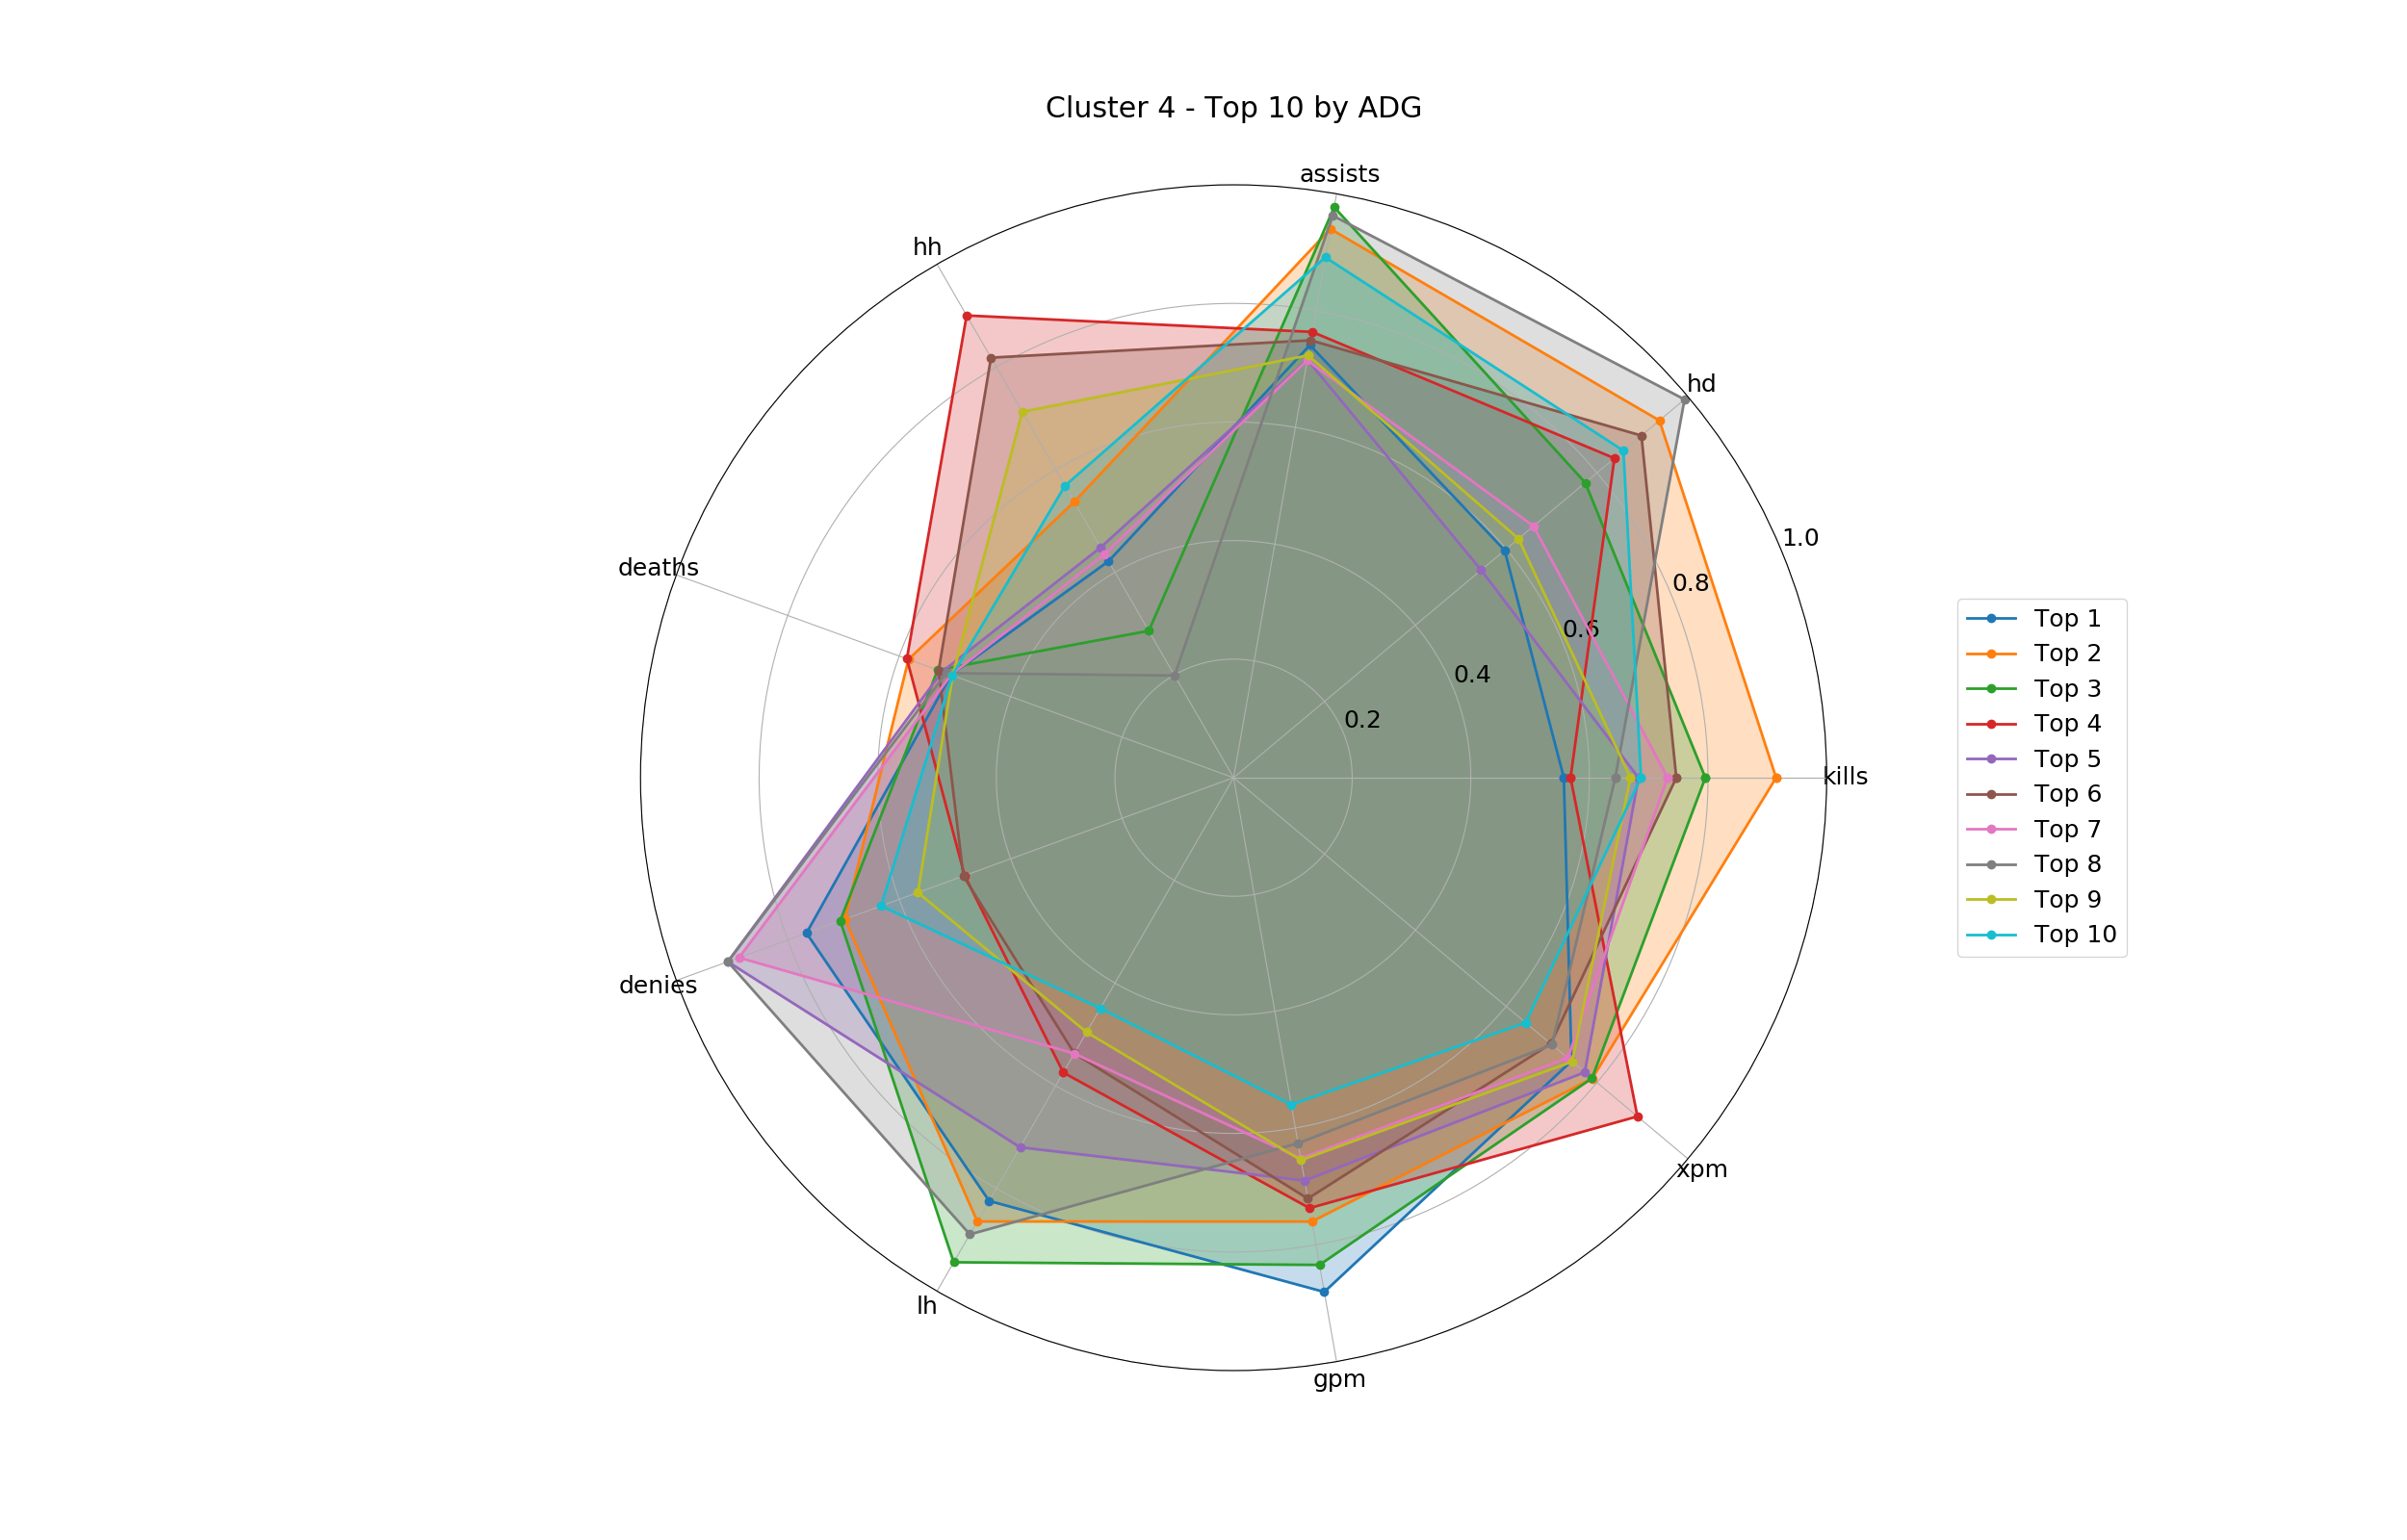 Cluster 4 - Top 10 by ADG
assists
hh
hd
deaths
1.0
0.8
0.6
0.4
0.2
kills
denies
xpm
lh
gpm
Top 1
Top 2
Top 3
Top 4
Top 5
Top 6
Top 7
Top 8
Top 9
Top 10